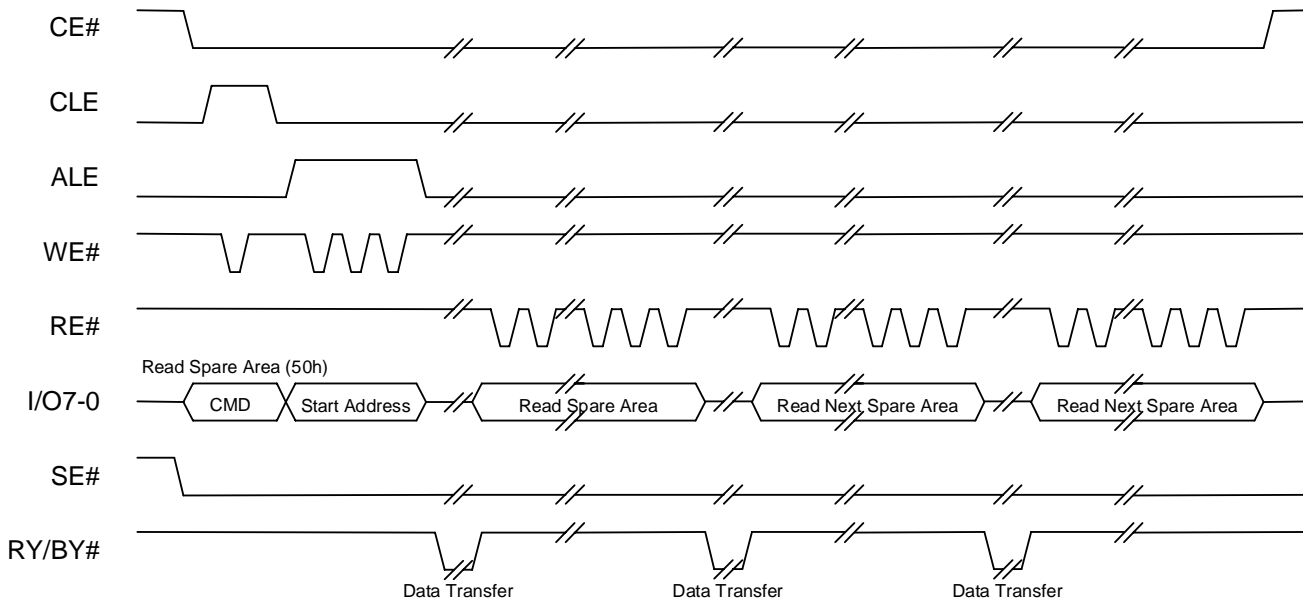 CE#
CLE
ALE
WE#
RE#
Read Spare Area (50h)
I/O7-0 CMD Start Address Read Spare Area Read Next Spare Area Read Next Spare Area
SE#
RY/BY#
Data Transfer Data Transfer Data Transfer